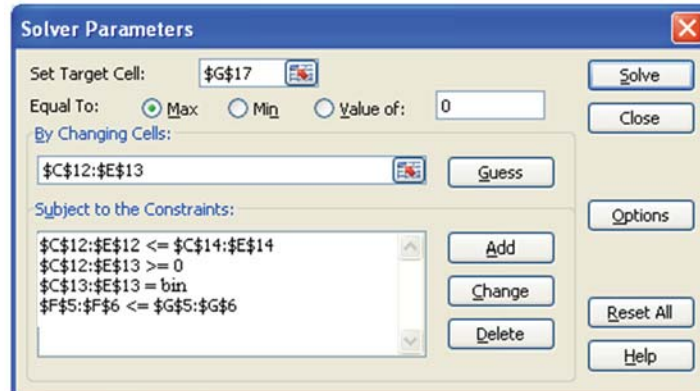 Solver Parameters
Set Target Cell: $G$17
Solve
Equal To: Max Min Value of: 0
Close
By Changing Cells:
$C$12:$E$13
Guess
Subject to the Constraints:
Options
$C$12:$E$12 <= $C$14:$E$14
$C$12:$E$13 >= 0
$C$13:$E$13 = bin
$F$5:$F$6 <= $G$5:$G$6
Add
Change
Delete
Reset All
Help